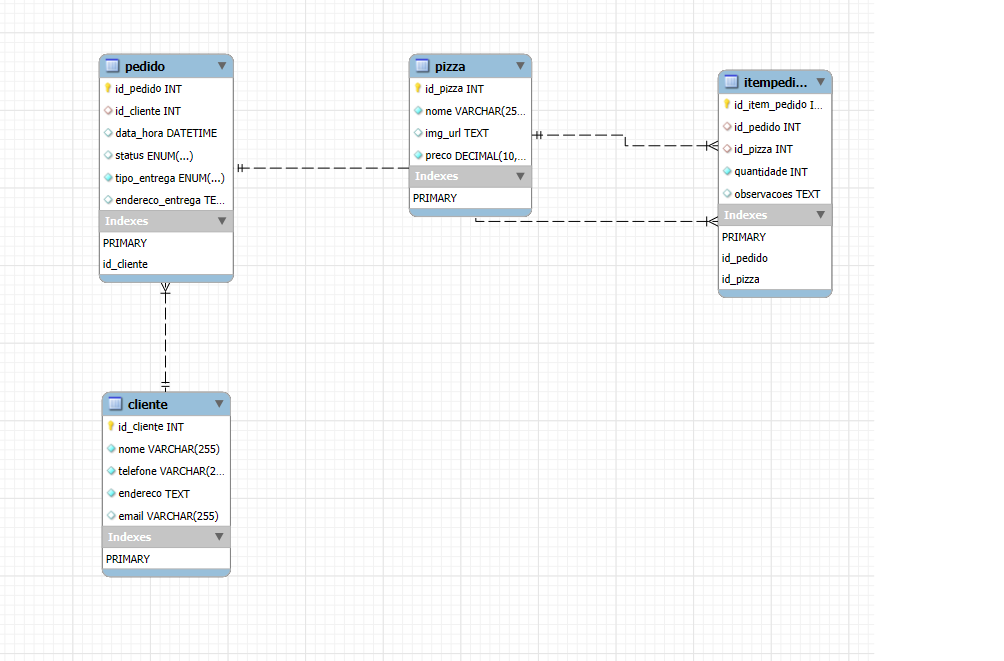 pedido
id_pedido INT
id_cliente INT
data_hora DATETIME
status ENUM(...)
tipo_entrega ENUM(...)
endereco_entrega TE...
Indexes
PRIMARY
id_cliente
pizza
id_pizza INT
nome VARCHAR(25...
img_url TEXT
preco DECIMAL(10,...
Indexes
PRIMARY
itempedi...
id_item_pedido I...
id_pedido INT
id_pizza INT
quantidade INT
observacoes TEXT
Indexes
PRIMARY
id_pedido
id_pizza
cliente
id_cliente INT
nome VARCHAR(255)
telefone VARCHAR(2...
endereco TEXT
email VARCHAR(255)
Indexes
PRIMARY